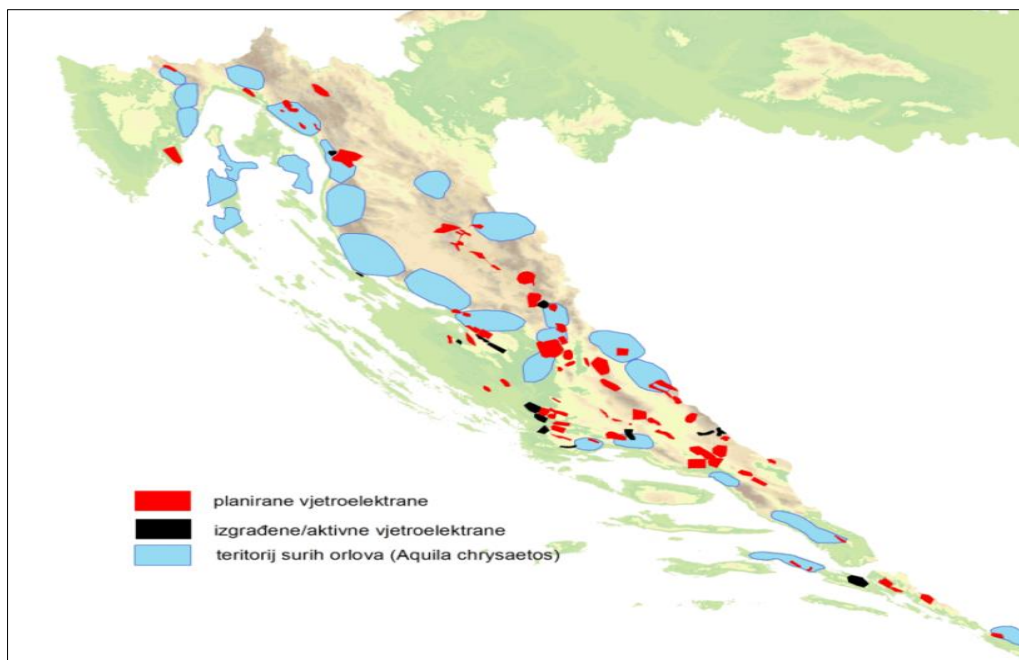 planirane vjetroelektrane
izgrađene/aktivne vjetroelektrane
teritorij surih orlova (Aquila chrysaetos)